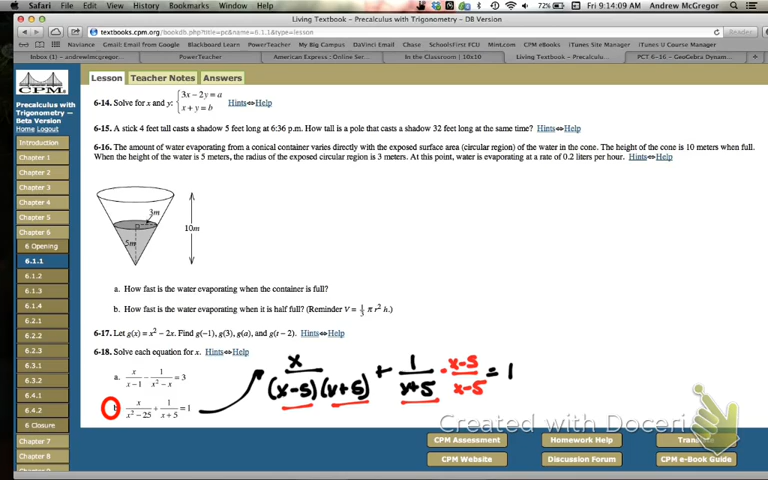 Safari File Edit View History Bookmarks Window Help 72% Fri 9:14:09 AM Andrew McGregor
Living Textbook – Precalculus with Trigonometry – DB Version
textbooks.cpm.org/bookdb.php?title=pc&name=6.1.1&type=lesson Reader
Naviance Gmail: Email from Google Blackboard Learn PowerTeacher My Big Campus DaVinci Email Chase SchoolsFirst FCU Mint.com CPM eBooks iTunes Site Manager iTunes U Course Manager
Inbox (1) – andrewlmcgregor... PowerTeacher American Express : Online Ser... In the Classroom | 10x10 Living Textbook – Precalculu... PCT 6-16 – GeoGebra Dynam...
CPM
Precalculus with Trigonometry – Beta Version
Home Logout
Introduction
Chapter 1
Chapter 2
Chapter 3
Chapter 4
Chapter 5
Chapter 6
6 Opening
6.1.1
6.1.2
6.1.3
6.1.4
6.2.1
6.2.2
6.2.3
6.3.1
6.3.2
6.4.1
6.4.2
6 Closure
Chapter 7
Chapter 8
Lesson Teacher Notes Answers
6-14. Solve for x and y: { 3x − 2y = a
x + y = b Hints⇔Help
6-15. A stick 4 feet tall casts a shadow 5 feet long at 6:36 p.m. How tall is a pole that casts a shadow 32 feet long at the same time? Hints⇔Help
6-16. The amount of water evaporating from a conical container varies directly with the exposed surface area (circular region) of the water in the cone. The height of the cone is 10 meters when full.
When the height of the water is 5 meters, the radius of the exposed circular region is 3 meters. At this point, water is evaporating at a rate of 0.2 liters per hour. Hints⇔Help
3m
10m
5m
a. How fast is the water evaporating when the container is full?
b. How fast is the water evaporating when it is half full? (Reminder V = 1/3 π r² h.)
6-17. Let g(x) = x² − 2x. Find g(−1), g(3), g(a), and g(t − 2). Hints⇔Help
6-18. Solve each equation for x. Hints⇔Help
a. x/(x−1) − 1/(x²−x) = 3
b. x/(x²−25) + 1/(x+5) = 1
x/((x−5)(x+5)) + 1/(x+5) · (x−5)/(x−5) = 1
Created with Doceri
CPM Assessment Homework Help Translate
CPM Website Discussion Forum CPM e-Book Guide